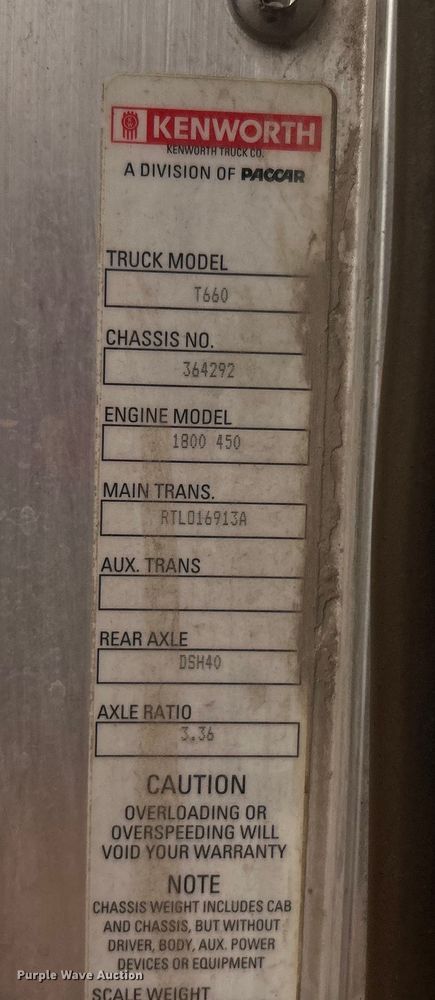 KENWORTH
KENWORTH TRUCK CO.
A DIVISION OF PACCAR
TRUCK MODEL
T660
CHASSIS NO.
364292
ENGINE MODEL
1800 450
MAIN TRANS.
RTLO16913A
AUX. TRANS
REAR AXLE
DSH40
AXLE RATIO
3.36
CAUTION
OVERLOADING OR
OVERSPEEDING WILL
VOID YOUR WARRANTY
NOTE
CHASSIS WEIGHT INCLUDES CAB
AND CHASSIS, BUT WITHOUT
DRIVER, BODY, AUX. POWER
DEVICES OR EQUIPMENT
SCALE WEIGHT
Purple Wave Auction